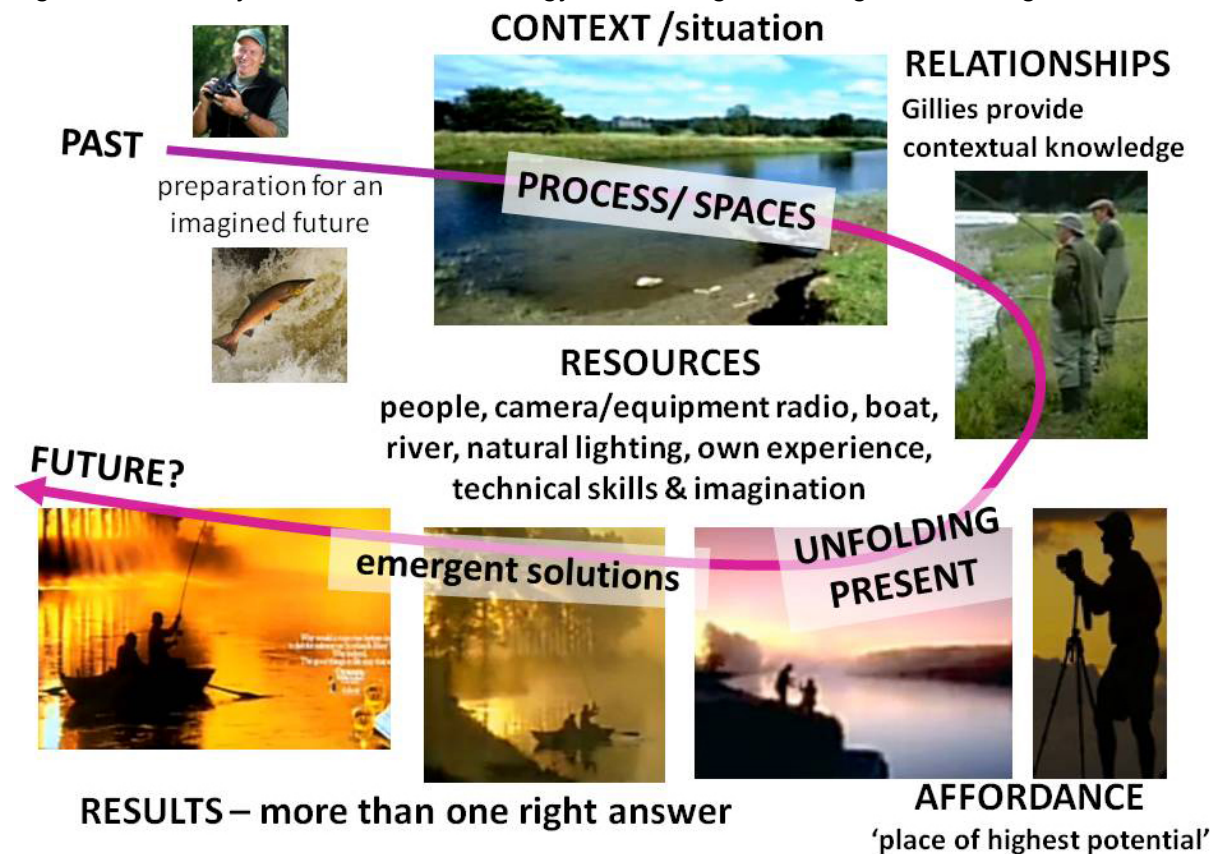 CONTEXT /situation
RELATIONSHIPS
Gillies provide
contextual knowledge
PAST
preparation for an
imagined future
PROCESS/ SPACES
RESOURCES
people, camera/equipment radio, boat,
river, natural lighting, own experience,
technical skills & imagination
FUTURE?
UNFOLDING
PRESENT
emergent solutions
RESULTS – more than one right answer
AFFORDANCE
‘place of highest potential’